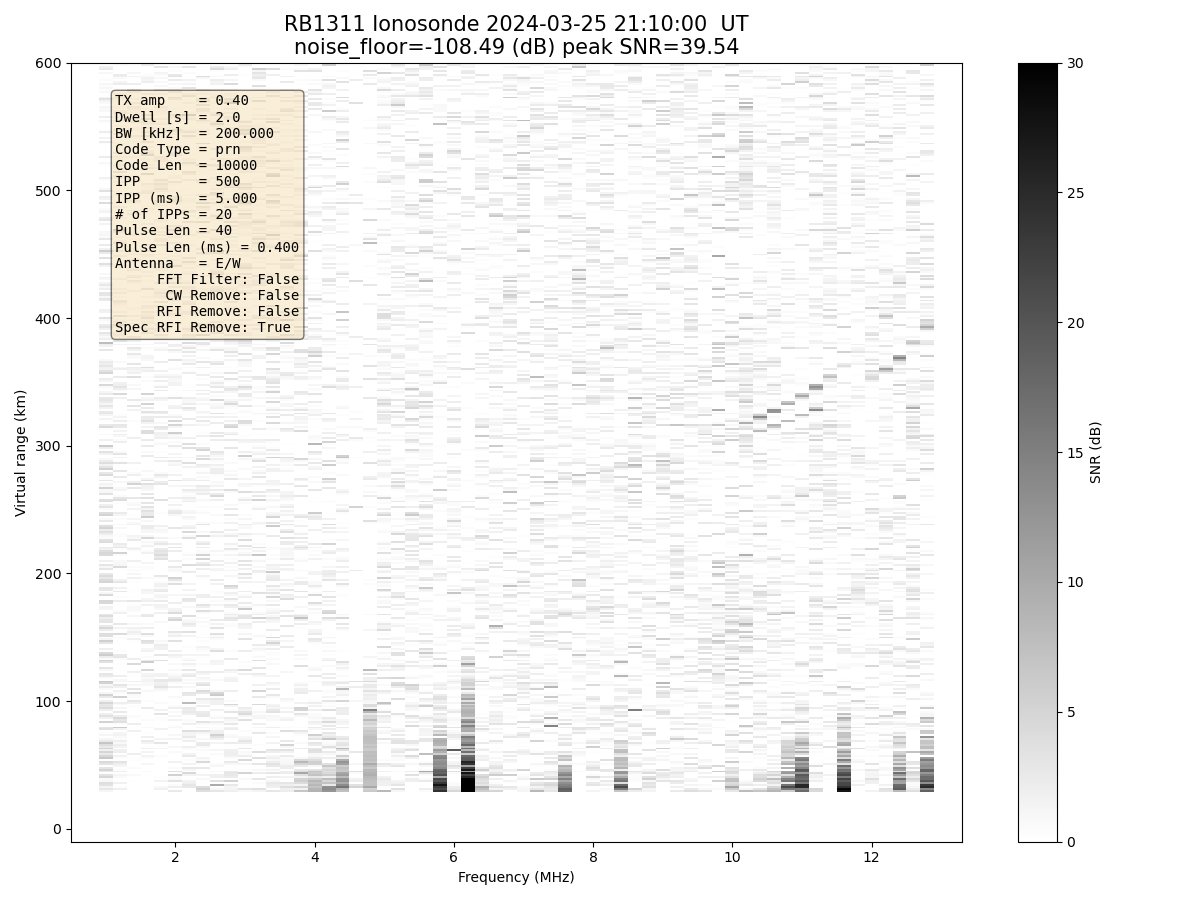 RB1311 Ionosonde 2024-03-25 21:10:00  UT
noise_floor=-108.49 (dB) peak SNR=39.54
TX amp    = 0.40
Dwell [s] = 2.0
BW [kHz]  = 200.000
Code Type = prn
Code Len  = 10000
IPP       = 500
IPP (ms)  = 5.000
# of IPPs = 20
Pulse Len = 40
Pulse Len (ms) = 0.400
Antenna   = E/W
FFT Filter: False
CW Remove: False
RFI Remove: False
Spec RFI Remove: True
Virtual range (km)
600
500
400
300
200
100
0
2 4 6 8 10 12
Frequency (MHz)
30
25
20
15
10
5
0
SNR (dB)